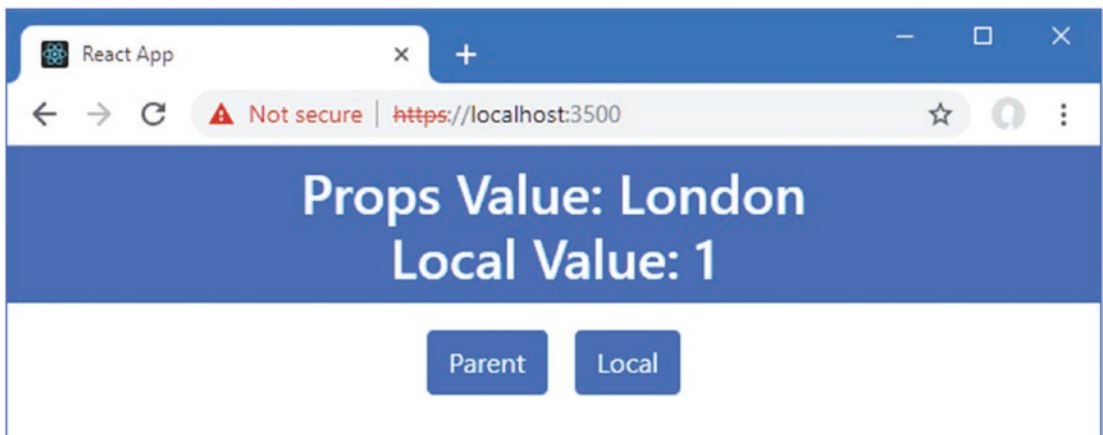 React App
Not secure | https://localhost:3500
Props Value: London
Local Value: 1
Parent
Local